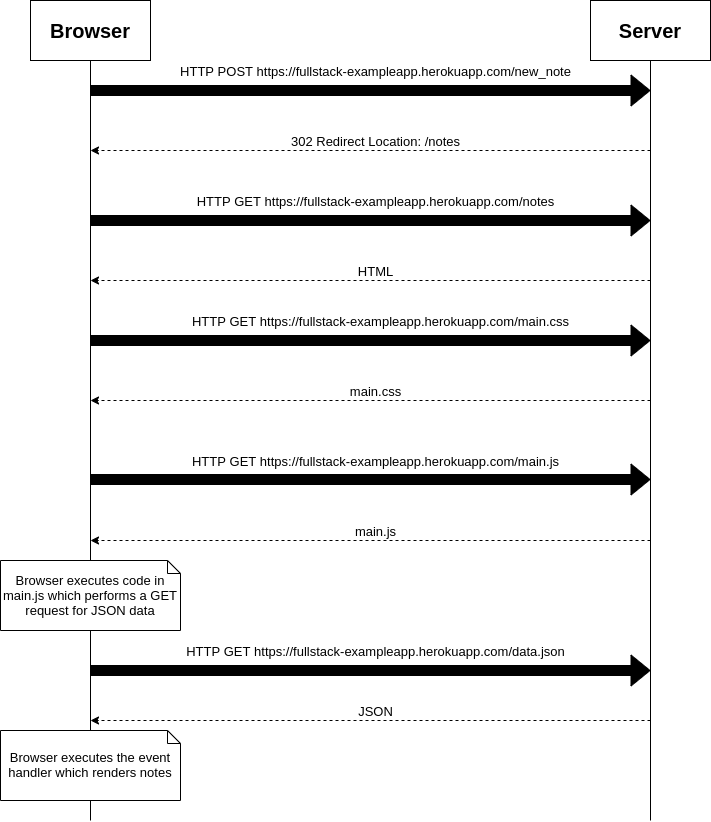 Browser
Server
HTTP POST https://fullstack-exampleapp.herokuapp.com/new_note
302 Redirect Location: /notes
HTTP GET https://fullstack-exampleapp.herokuapp.com/notes
HTML
HTTP GET https://fullstack-exampleapp.herokuapp.com/main.css
main.css
HTTP GET https://fullstack-exampleapp.herokuapp.com/main.js
main.js
Browser executes code in
main.js which performs a GET
request for JSON data
HTTP GET https://fullstack-exampleapp.herokuapp.com/data.json
JSON
Browser executes the event
handler which renders notes